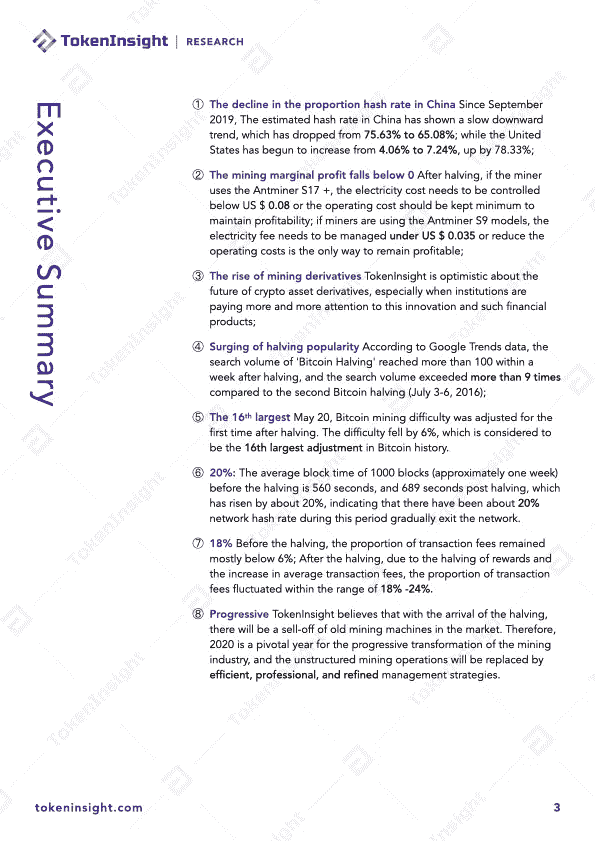 TokenInsight | RESEARCH
Executive Summary
① The decline in the proportion hash rate in China Since September
2019, The estimated hash rate in China has shown a slow downward
trend, which has dropped from 75.63% to 65.08%; while the United
States has begun to increase from 4.06% to 7.24%, up by 78.33%;
② The mining marginal profit falls below 0 After halving, if the miner
uses the Antminer S17 +, the electricity cost needs to be controlled
below US $ 0.08 or the operating cost should be kept minimum to
maintain profitability; if miners are using the Antminer S9 models, the
electricity fee needs to be managed under US $ 0.035 or reduce the
operating costs is the only way to remain profitable;
③ The rise of mining derivatives TokenInsight is optimistic about the
future of crypto asset derivatives, especially when institutions are
paying more and more attention to this innovation and such financial
products;
④ Surging of halving popularity According to Google Trends data, the
search volume of 'Bitcoin Halving' reached more than 100 within a
week after halving, and the search volume exceeded more than 9 times
compared to the second Bitcoin halving (July 3-6, 2016);
⑤ The 16th largest May 20, Bitcoin mining difficulty was adjusted for the
first time after halving. The difficulty fell by 6%, which is considered to
be the 16th largest adjustment in Bitcoin history.
⑥ 20%: The average block time of 1000 blocks (approximately one week)
before the halving is 560 seconds, and 689 seconds post halving, which
has risen by about 20%, indicating that there have been about 20%
network hash rate during this period gradually exit the network.
⑦ 18% Before the halving, the proportion of transaction fees remained
mostly below 6%; After the halving, due to the halving of rewards and
the increase in average transaction fees, the proportion of transaction
fees fluctuated within the range of 18% -24%.
⑧ Progressive TokenInsight believes that with the arrival of the halving,
there will be a sell-off of old mining machines in the market. Therefore,
2020 is a pivotal year for the progressive transformation of the mining
industry, and the unstructured mining operations will be replaced by
efficient, professional, and refined management strategies.
tokeninsight.com
3